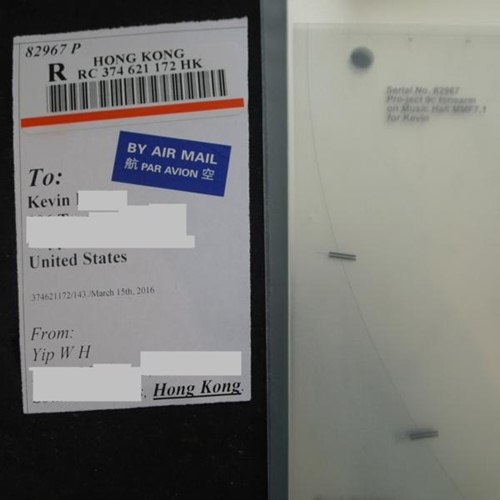 82967 P
HONG KONG
R RC 374 621 172 HK
BY AIR MAIL
航 PAR AVION 空
To:
Kevin
United States
374621172/143./March 15th, 2016
From:
Yip W H
, Hong Kong.
Serial No. 82967
Pro-ject 9c tonearm
on Music Hall MMF7.1
for Kevin